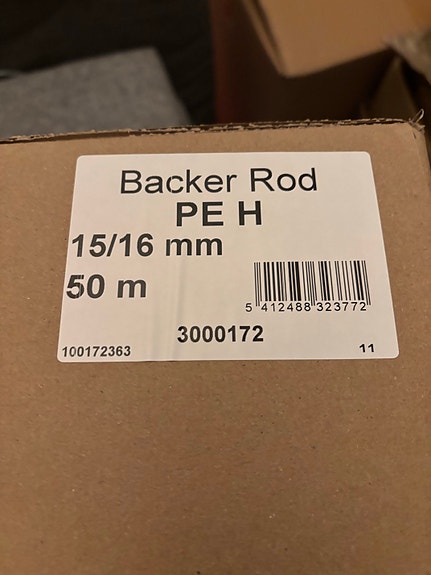 Backer Rod
PE H
15/16 mm
50 m
5 412488 323772
3000172
100172363
11